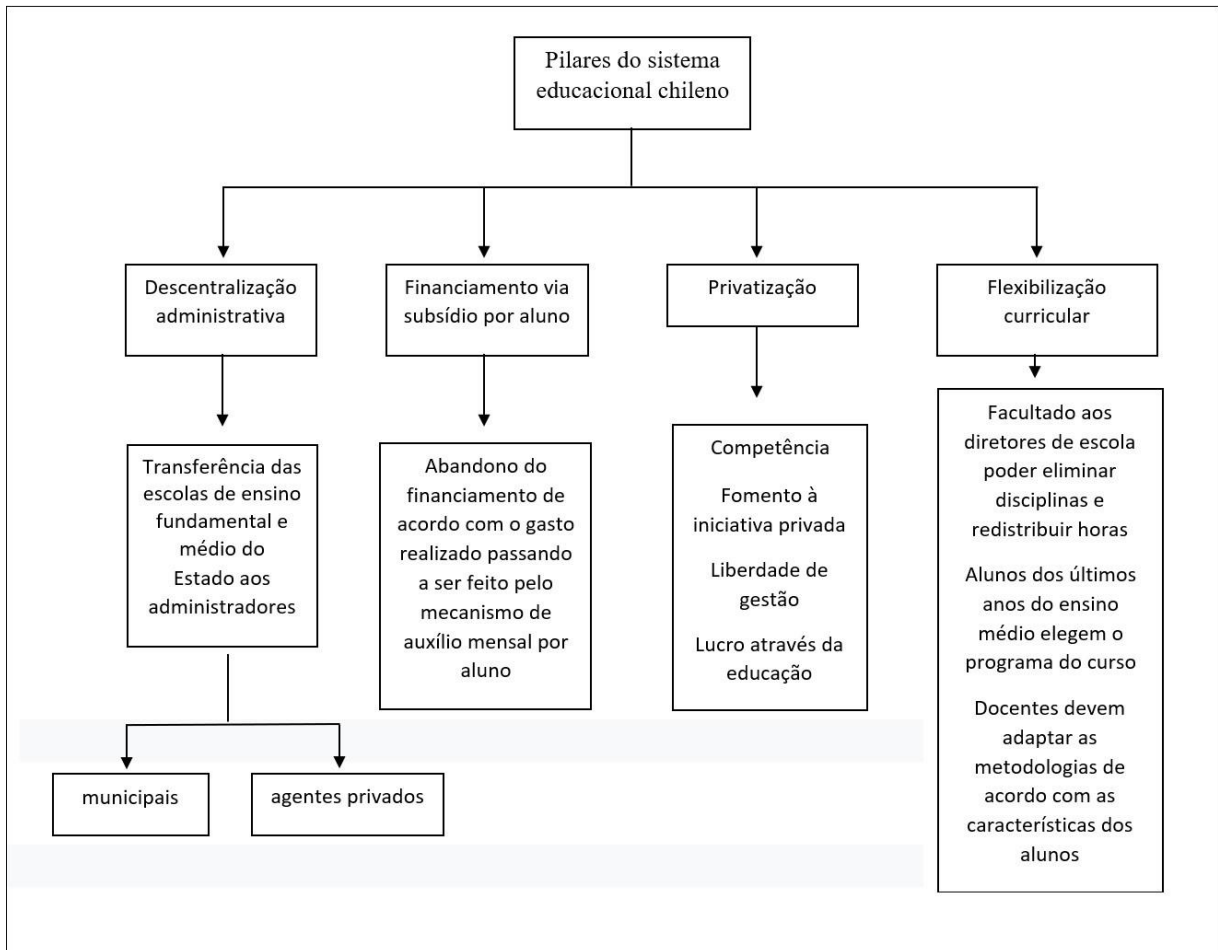 Pilares do sistema
educacional chileno
Descentralização
administrativa
Financiamento via
subsídio por aluno
Privatização
Flexibilização
curricular
Transferência das
escolas de ensino
fundamental e
médio do
Estado aos
administradores
Abandono do
financiamento de
acordo com o gasto
realizado passando
a ser feito pelo
mecanismo de
auxílio mensal por
aluno
Competência
Fomento à
iniciativa privada
Liberdade de
gestão
Lucro através da
educação
Facultado aos
diretores de escola
poder eliminar
disciplinas e
redistribuir horas
Alunos dos últimos
anos do ensino
médio elegem o
programa do curso
Docentes devem
adaptar as
metodologias de
acordo com as
características dos
alunos
municipais
agentes privados